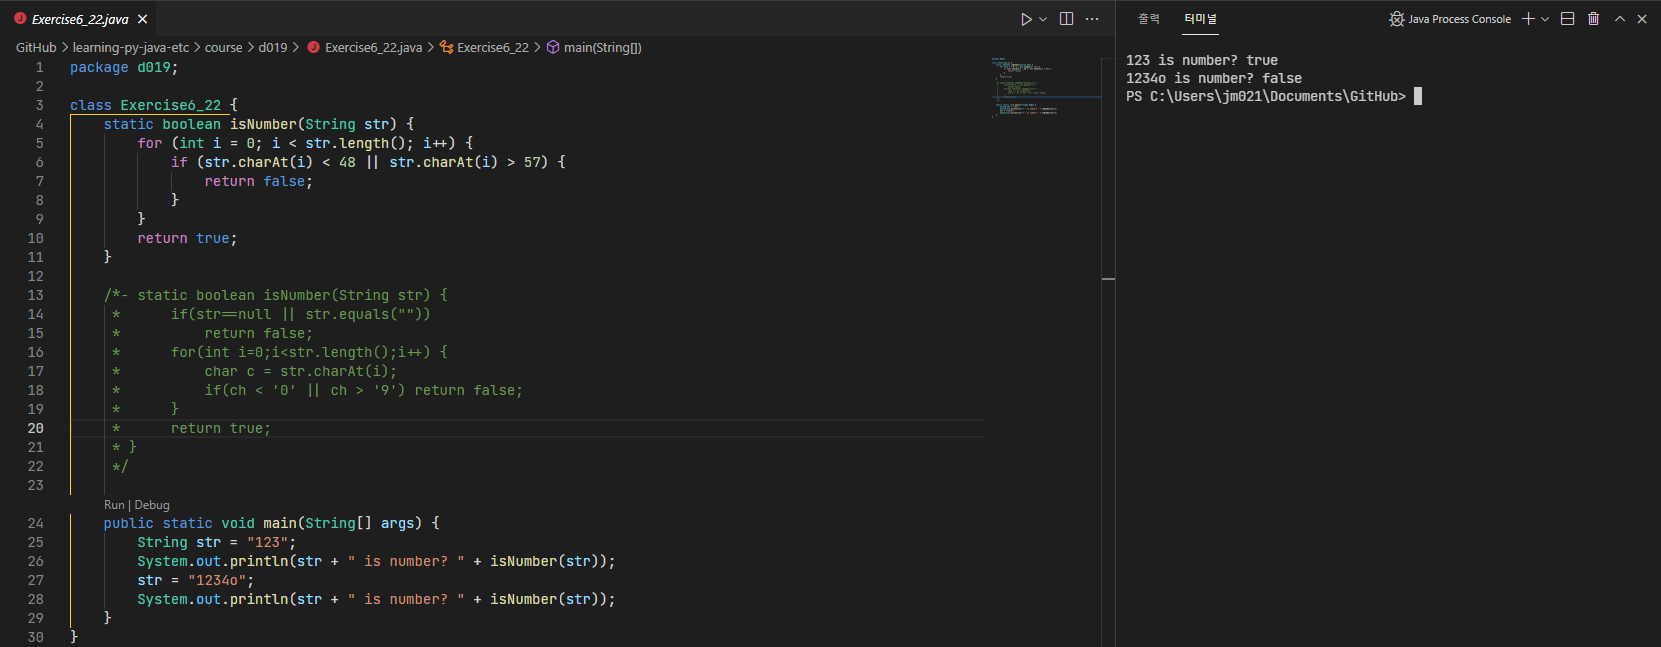 Exercise6_22.java
GitHub > learning-py-java-etc > course > d019 > Exercise6_22.java > Exercise6_22 > main(String[])
1 package d019;
2
3 class Exercise6_22 {
4 static boolean isNumber(String str) {
5 for (int i = 0; i < str.length(); i++) {
6 if (str.charAt(i) < 48 || str.charAt(i) > 57) {
7 return false;
8 }
9 }
10 return true;
11 }
12
13 /*- static boolean isNumber(String str) {
14 * if(str==null || str.equals(""))
15 * return false;
16 * for(int i=0;i<str.length();i++) {
17 * char c = str.charAt(i);
18 * if(ch < '0' || ch > '9') return false;
19 * }
20 * return true;
21 * }
22 */
23
Run | Debug
24 public static void main(String[] args) {
25 String str = "123";
26 System.out.println(str + " is number? " + isNumber(str));
27 str = "1234o";
28 System.out.println(str + " is number? " + isNumber(str));
29 }
30 }
출력 터미널 Java Process Console
123 is number? true
1234o is number? false
PS C:\Users\jm021\Documents\GitHub>